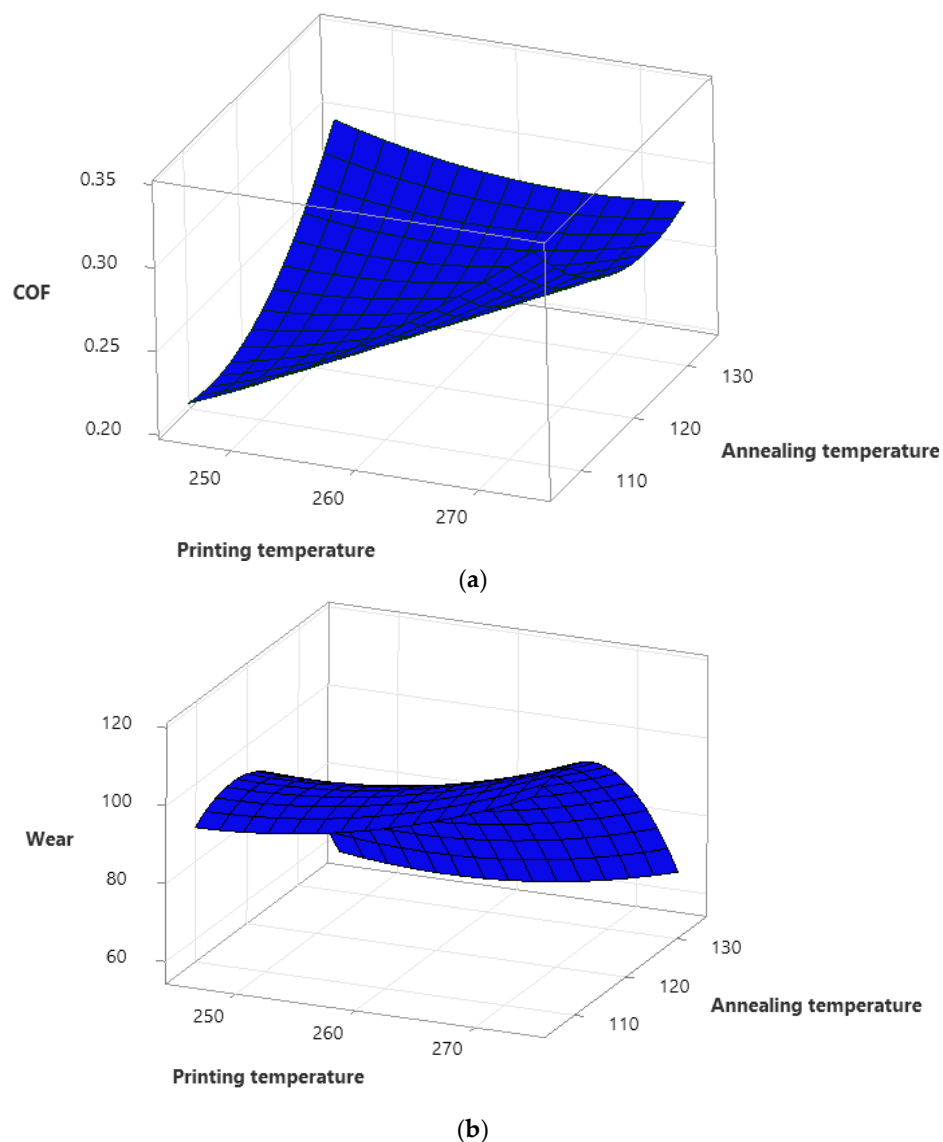 0.35
0.30
COF
0.25
0.20
250
260
270
110
120
130
Annealing temperature
Printing temperature
(a)
120
100
Wear
80
60
250
260
270
110
120
130
Annealing temperature
Printing temperature
(b)